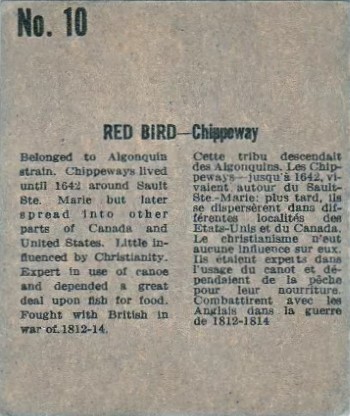 No. 10
RED BIRD—Chippeway
Belonged to Algonquin
strain. Chippeways lived
until 1642 around Sault
Ste. Marie but later
spread into other
parts of Canada and
United States. Little in-
fluenced by Christianity.
Expert in use of canoe
and depended a great
deal upon fish for food.
Fought with British in
war of 1812-14.
Cette tribu descendait
des Algonquins. Les Chip-
peways—jusqu'à 1642, vi-
vaient autour du Sault-
Ste.-Marie: plus tard, ils
se dispersèrent dans dif-
férentes localités des
Etats-Unis et du Canada.
Le christianisme n'eut
aucune influence sur eux.
Ils étaient experts dans
l'usage du canot et dé-
pendaient de la pêche
pour leur nourriture.
Combattirent avec les
Anglais dans la guerre
de 1812-1814